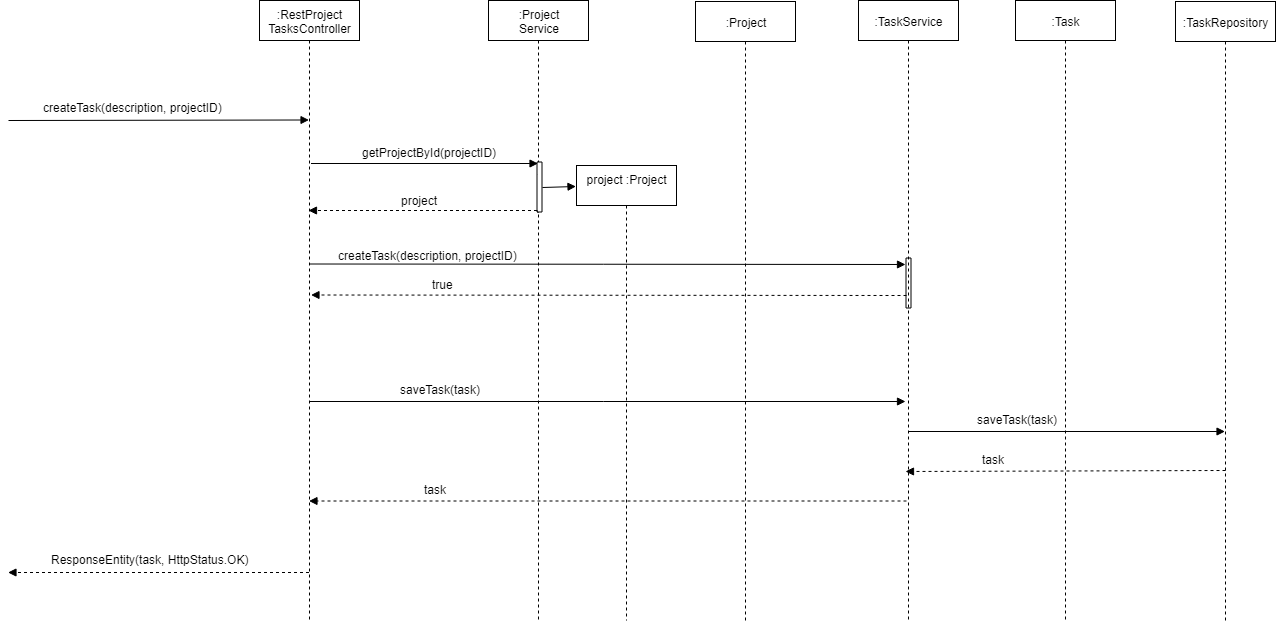 :RestProject
TasksController
:Project
Service
:Project
:TaskService
:Task
:TaskRepository
createTask(description, projectID)
getProjectById(projectID)
project :Project
project
createTask(description, projectID)
true
saveTask(task)
saveTask(task)
task
task
ResponseEntity(task, HttpStatus.OK)